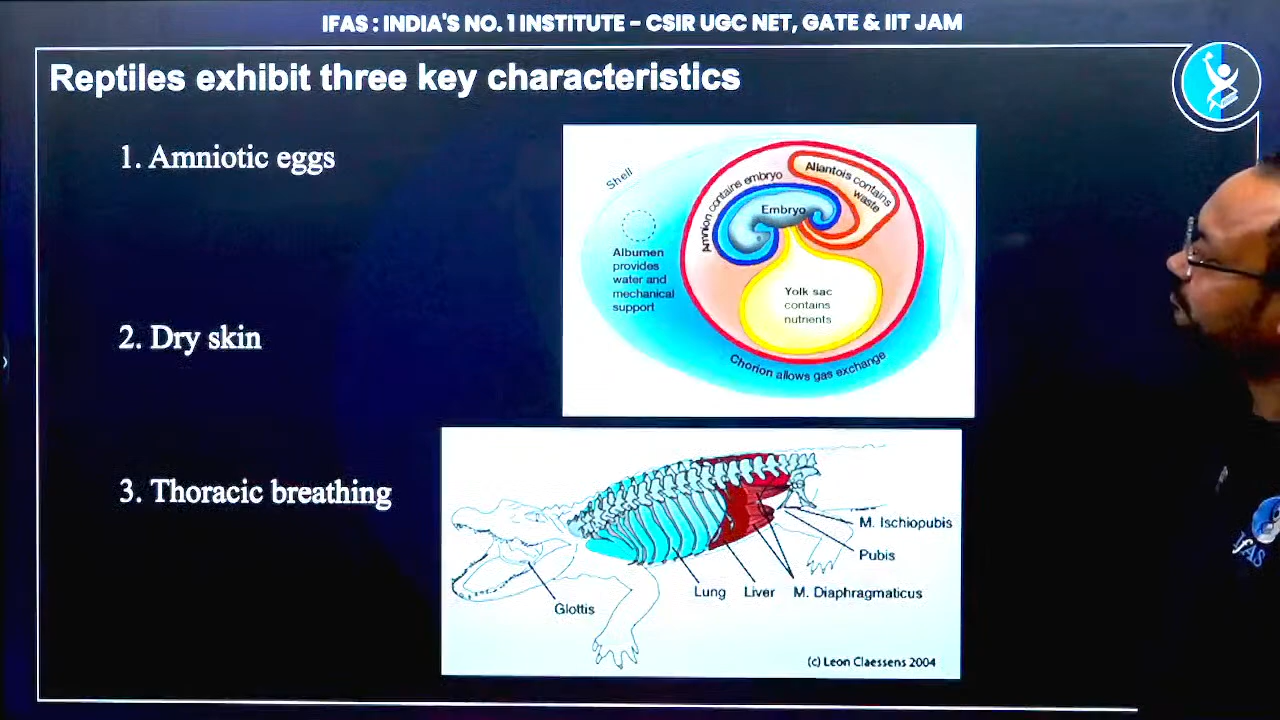 IFAS : INDIA'S NO. 1 INSTITUTE – CSIR UGC NET, GATE & IIT JAM
Reptiles exhibit three key characteristics
1. Amniotic eggs
Shell
Amnion contains embryo
Allantois contains
waste
Embryo
Albumen
provides
water and
mechanical
support
Yolk sac
contains
nutrients
Chorion allows gas exchange
2. Dry skin
3. Thoracic breathing
M. Ischiopubis
Pubis
Lung
Liver
M. Diaphragmaticus
Glottis
(c) Leon Claessens 2004
IFAS